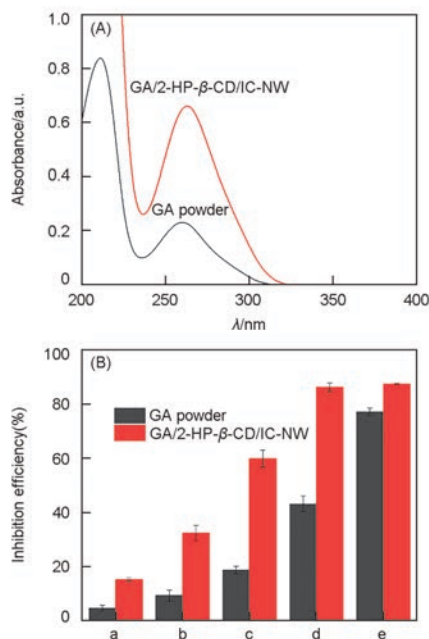 (A)
1.0
0.8
0.6
0.4
0.2
0
Absorbance/a.u.
GA/2-HP-β-CD/IC-NW
GA powder
200 250 300 350 400
λ/nm
(B)
100
80
60
40
20
0
Inhibition efficiency(%)
GA powder
GA/2-HP-β-CD/IC-NW
a b c d e